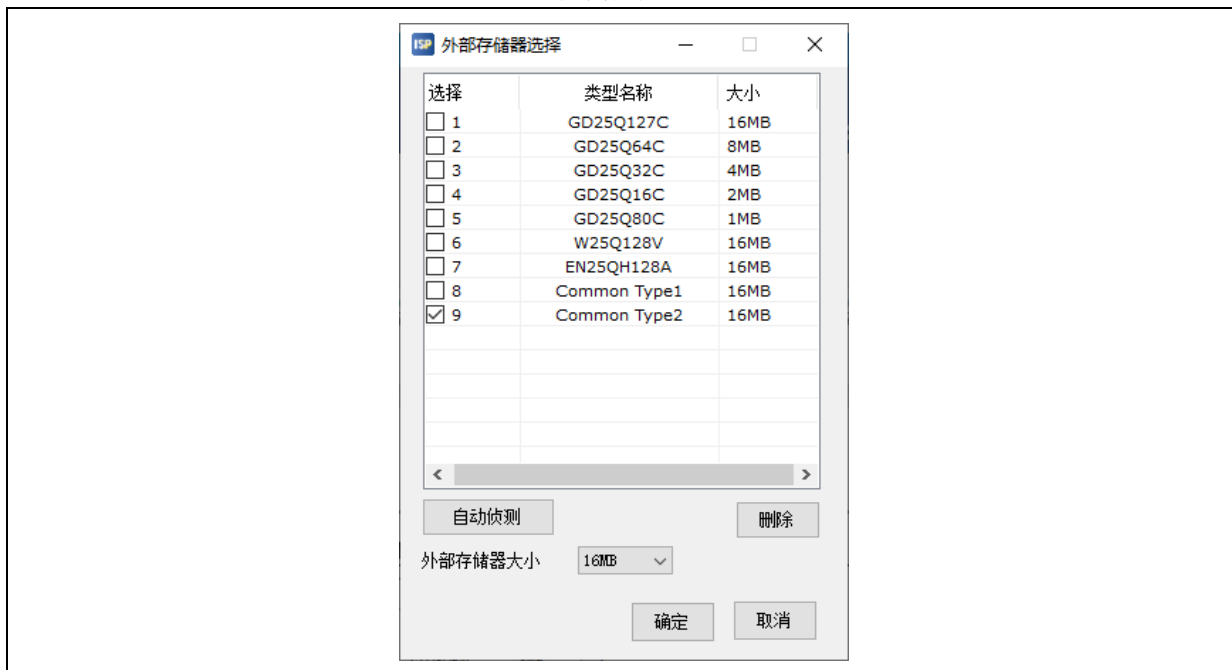 ISP 外部存储器选择
选择 类型名称 大小
1 GD25Q127C 16MB
2 GD25Q64C 8MB
3 GD25Q32C 4MB
4 GD25Q16C 2MB
5 GD25Q80C 1MB
6 W25Q128V 16MB
7 EN25QH128A 16MB
8 Common Type1 16MB
9 Common Type2 16MB
自动侦测 删除
外部存储器大小 16MB
确定 取消